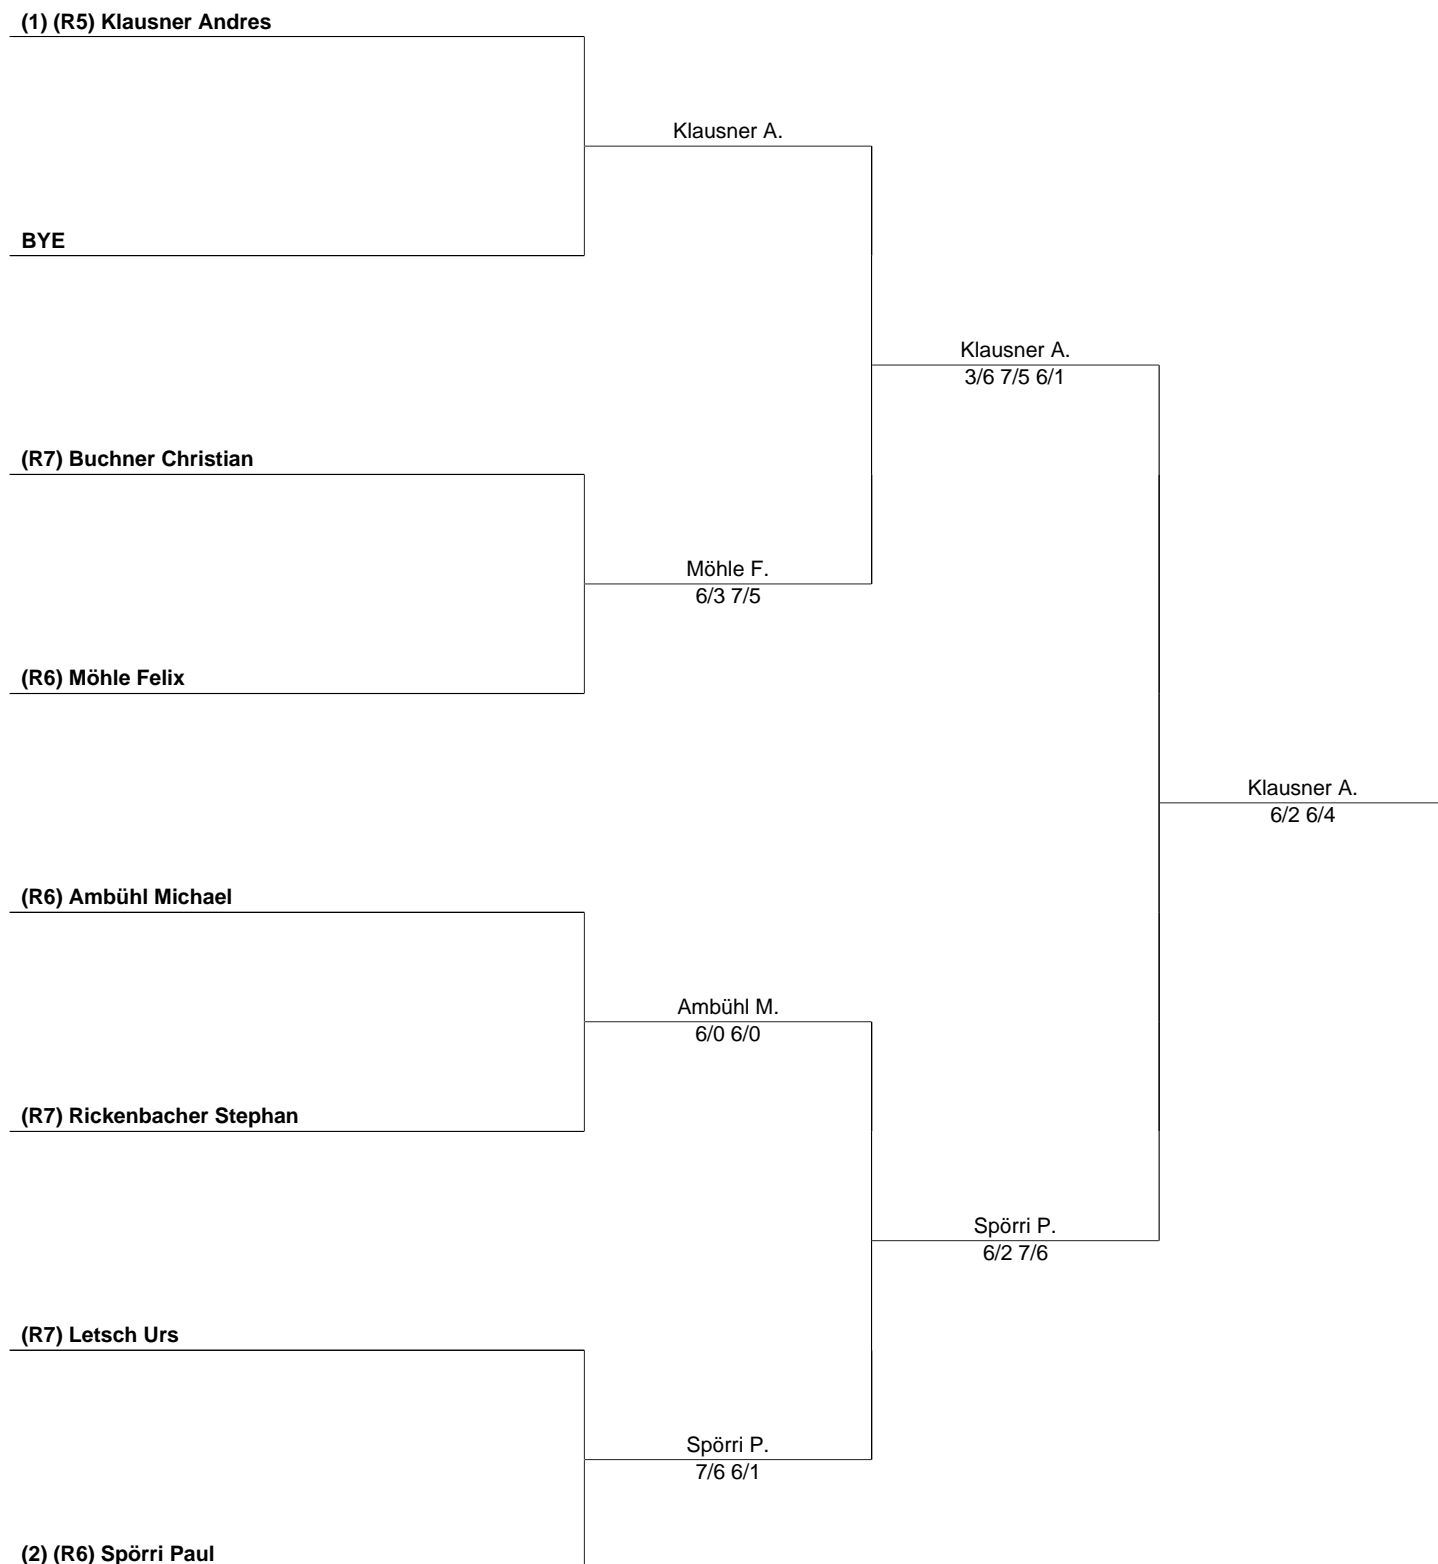 (1) (R5) Klausner Andres
Klausner A.
BYE
Klausner A.
3/6 7/5 6/1
(R7) Buchner Christian
Möhle F.
6/3 7/5
(R6) Möhle Felix
Klausner A.
6/2 6/4
(R6) Ambühl Michael
Ambühl M.
6/0 6/0
(R7) Rickenbacher Stephan
Spörri P.
6/2 7/6
(R7) Letsch Urs
Spörri P.
7/6 6/1
(2) (R6) Spörri Paul